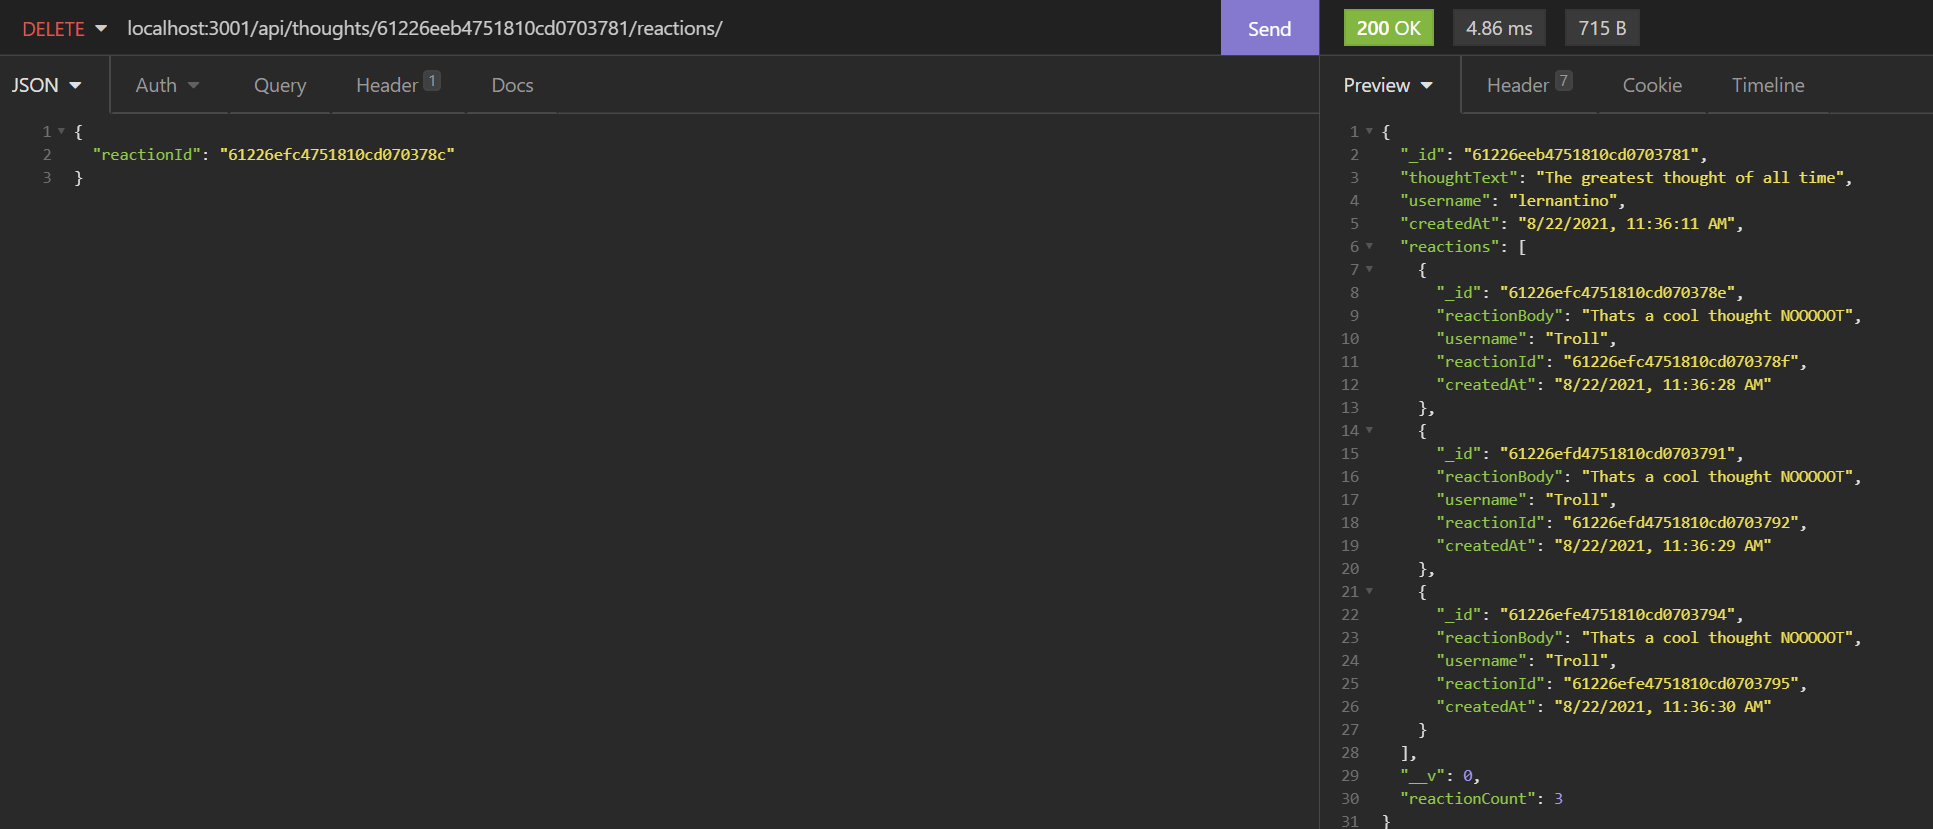 DELETE localhost:3001/api/thoughts/61226eeb4751810cd0703781/reactions/ Send 200 OK 4.86 ms 715 B
JSON Auth Query Header 1 Docs
1 {
2 "reactionId": "61226efc4751810cd070378c"
3 }
Preview Header 7 Cookie Timeline
1 {
2 "_id": "61226eeb4751810cd0703781",
3 "thoughtText": "The greatest thought of all time",
4 "username": "lernantino",
5 "createdAt": "8/22/2021, 11:36:11 AM",
6 "reactions": [
7 {
8 "_id": "61226efc4751810cd070378e",
9 "reactionBody": "Thats a cool thought NOOOOOT",
10 "username": "Troll",
11 "reactionId": "61226efc4751810cd070378f",
12 "createdAt": "8/22/2021, 11:36:28 AM"
13 },
14 {
15 "_id": "61226efd4751810cd0703791",
16 "reactionBody": "Thats a cool thought NOOOOOT",
17 "username": "Troll",
18 "reactionId": "61226efd4751810cd0703792",
19 "createdAt": "8/22/2021, 11:36:29 AM"
20 },
21 {
22 "_id": "61226efe4751810cd0703794",
23 "reactionBody": "Thats a cool thought NOOOOOT",
24 "username": "Troll",
25 "reactionId": "61226efe4751810cd0703795",
26 "createdAt": "8/22/2021, 11:36:30 AM"
27 }
28 ],
29 "__v": 0,
30 "reactionCount": 3
31 }